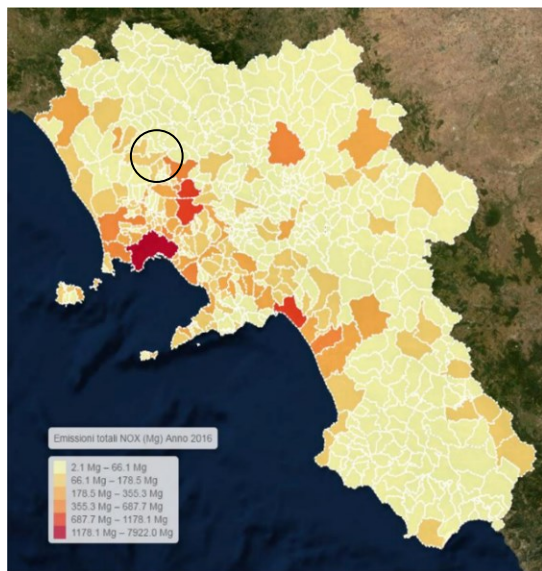 Emissioni totali NOX (Mg) Anno 2016
2.1 Mg – 66.1 Mg
66.1 Mg – 178.5 Mg
178.5 Mg – 355.3 Mg
355.3 Mg – 687.7 Mg
687.7 Mg – 1178.1 Mg
1178.1 Mg – 7922.0 Mg